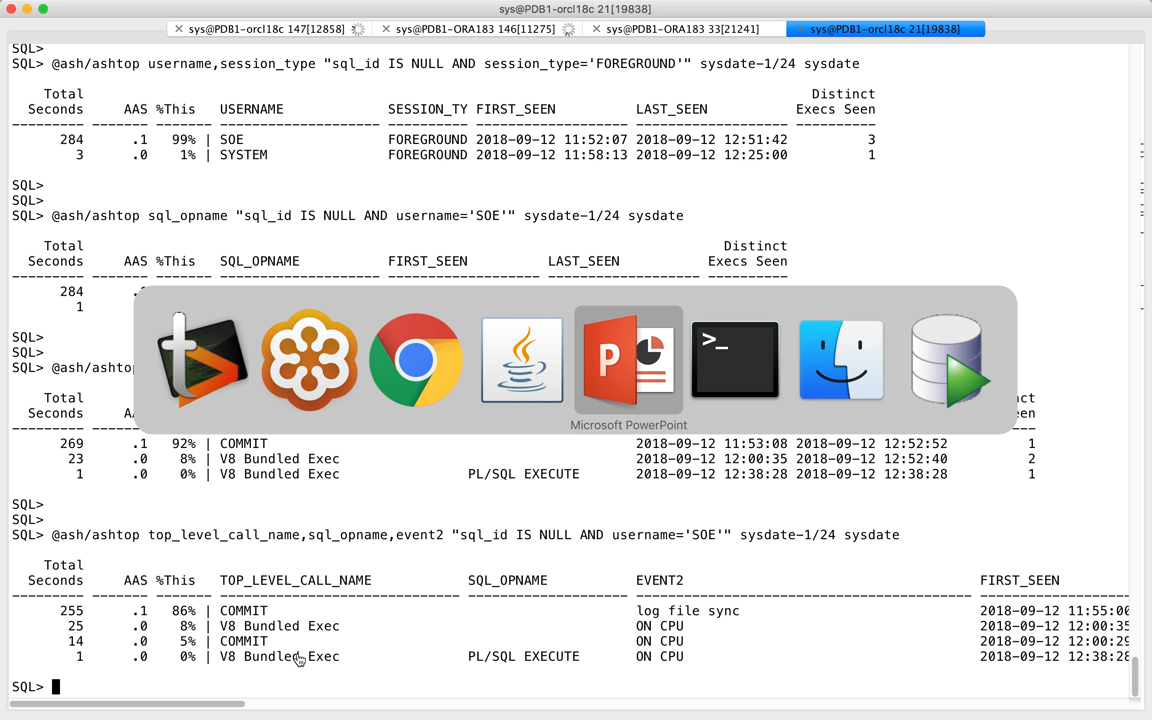 sys@PDB1-orcl18c 21[19838]
sys@PDB1-orcl18c 147[12858] sys@PDB1-ORA183 146[11275] sys@PDB1-ORA183 33[21241] sys@PDB1-orcl18c 21[19838]
SQL>
SQL> @ash/ashtop username,session_type "sql_id IS NULL AND session_type='FOREGROUND'" sysdate-1/24 sysdate
Total Distinct
Seconds AAS %This USERNAME SESSION_TY FIRST_SEEN LAST_SEEN Execs Seen
--------- ------- ------- -------------------- ---------- ------------------- ------------------- ----------
284 .1 99% | SOE FOREGROUND 2018-09-12 11:52:07 2018-09-12 12:51:42 3
3 .0 1% | SYSTEM FOREGROUND 2018-09-12 11:58:13 2018-09-12 12:25:00 1
SQL>
SQL>
SQL> @ash/ashtop sql_opname "sql_id IS NULL AND username='SOE'" sysdate-1/24 sysdate
Total Distinct
Seconds AAS %This SQL_OPNAME FIRST_SEEN LAST_SEEN Execs Seen
--------- ------- ------- -------------------- ------------------- ------------------- ----------
284
1
SQL>
SQL>
SQL> @ash/ashtop
Total
Seconds
Microsoft PowerPoint
269 .1 92% | COMMIT 2018-09-12 11:53:08 2018-09-12 12:52:52 1
23 .0 8% | V8 Bundled Exec 2018-09-12 12:00:35 2018-09-12 12:52:40 2
1 .0 0% | V8 Bundled Exec PL/SQL EXECUTE 2018-09-12 12:38:28 2018-09-12 12:38:28 1
SQL>
SQL>
SQL> @ash/ashtop top_level_call_name,sql_opname,event2 "sql_id IS NULL AND username='SOE'" sysdate-1/24 sysdate
Total
Seconds AAS %This TOP_LEVEL_CALL_NAME SQL_OPNAME EVENT2 FIRST_SEEN
--------- ------- ------- ------------------------------ -------------------- ------------------------------------------ -------------------
255 .1 86% | COMMIT log file sync 2018-09-12 11:55:00
25 .0 8% | V8 Bundled Exec ON CPU 2018-09-12 12:00:35
14 .0 5% | COMMIT ON CPU 2018-09-12 12:00:29
1 .0 0% | V8 Bundled Exec PL/SQL EXECUTE ON CPU 2018-09-12 12:38:28
SQL>